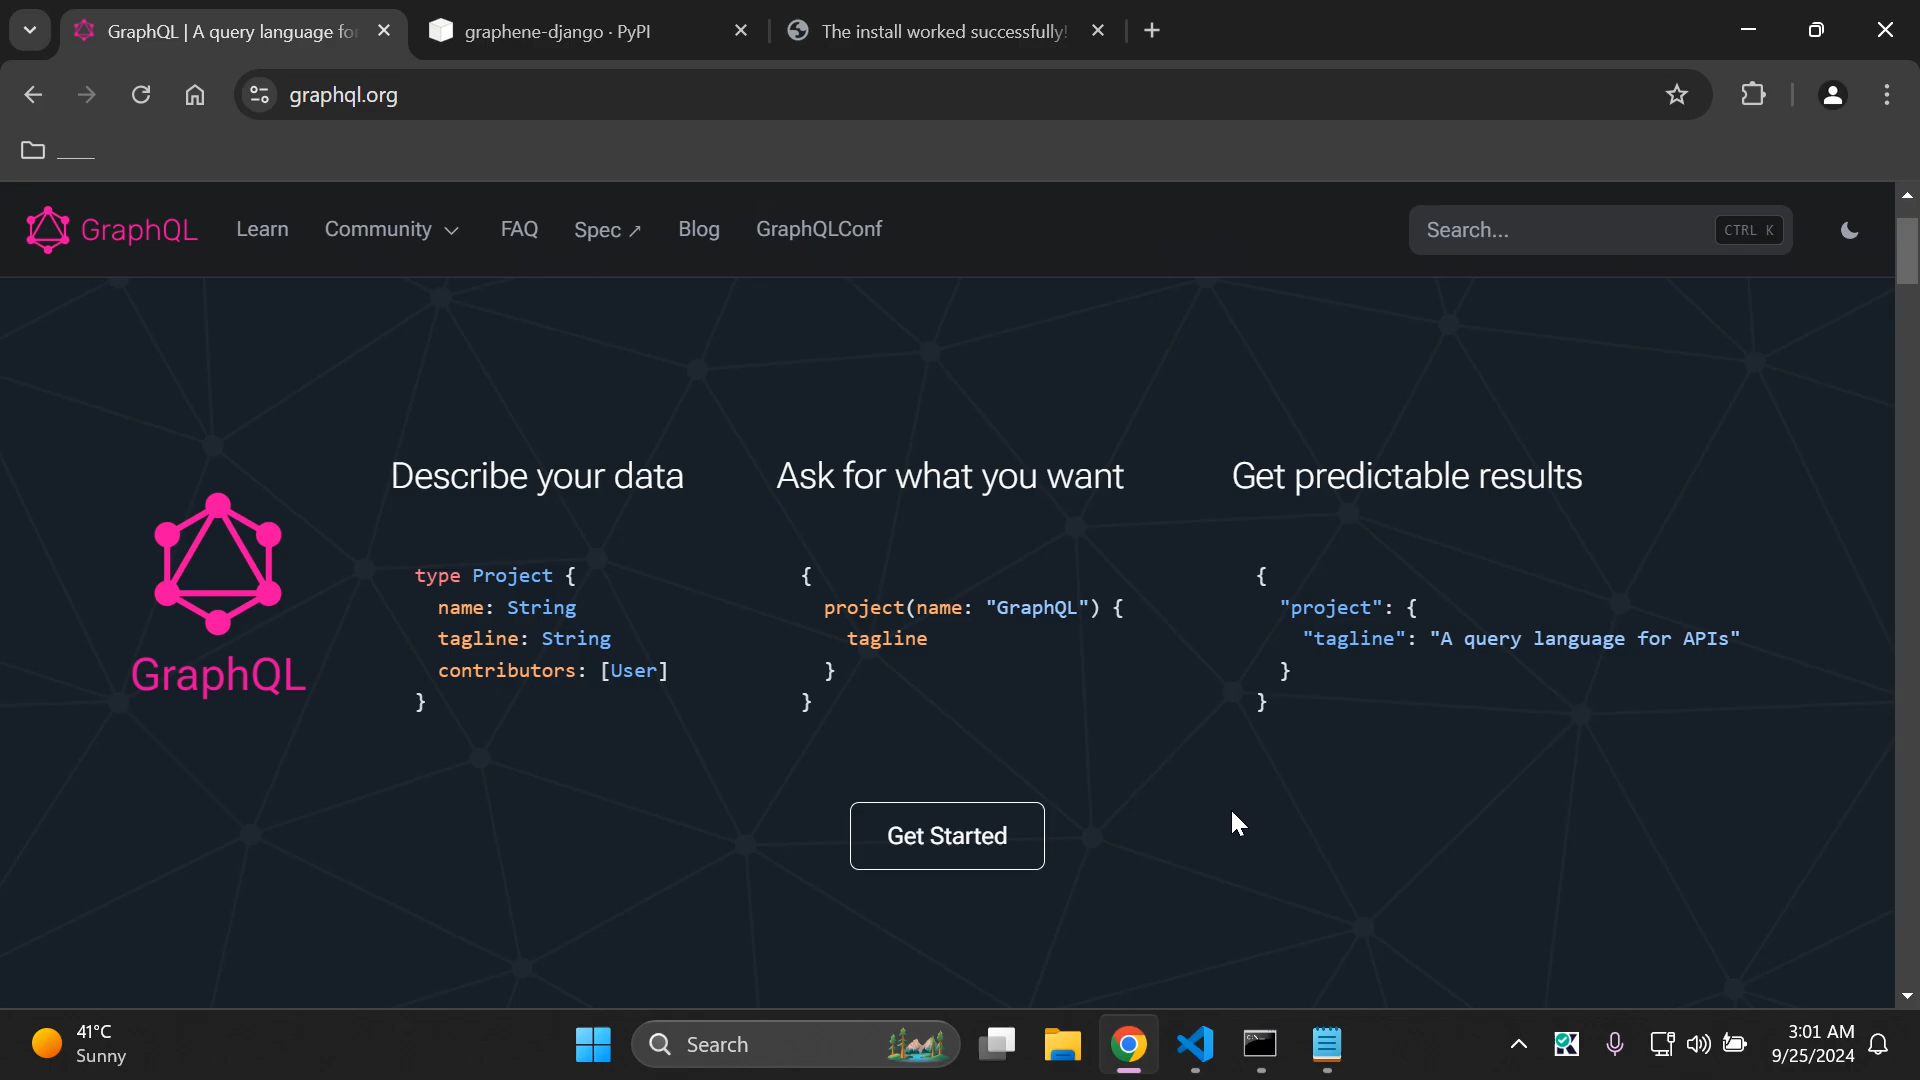 GraphQL | A query language for
graphene-django · PyPI
The install worked successfully!
graphql.org
GraphQL
Learn
Community
FAQ
Spec ↗
Blog
GraphQLConf
Search...
CTRL K
Describe your data
Ask for what you want
Get predictable results
type Project {
name: String
tagline: String
contributors: [User]
}
{
project(name: "GraphQL") {
tagline
}
}
{
"project": {
"tagline": "A query language for APIs"
}
}
GraphQL
Get Started
41°C
Sunny
Search
3:01 AM
9/25/2024